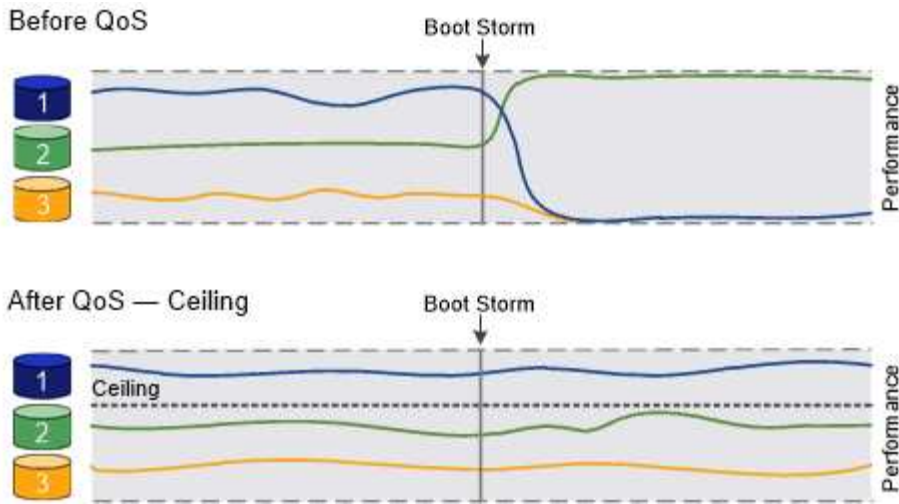 Before QoS
Boot Storm
1
2
3
Performance
After QoS — Ceiling
Boot Storm
1
Ceiling
2
3
Performance